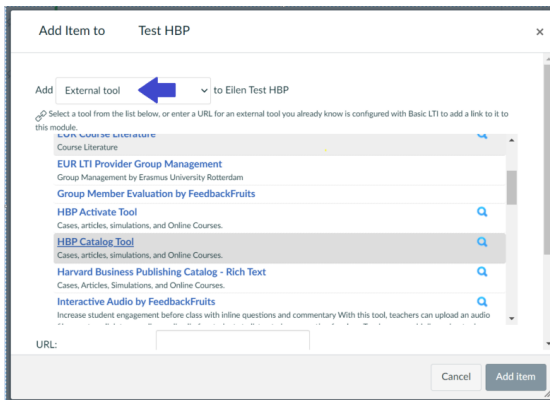 Add Item to Test HBP
×
Add External tool to Eilen Test HBP
Select a tool from the list below, or enter a URL for an external tool you already know is configured with Basic LTI to add a link to it to
this module.
EUR Course Literature
Course Literature
EUR LTI Provider Group Management
Group Management by Erasmus University Rotterdam
Group Member Evaluation by FeedbackFruits
HBP Activate Tool
Cases, articles, simulations, and Online Courses.
HBP Catalog Tool
Cases, articles, simulations, and Online Courses.
Harvard Business Publishing Catalog - Rich Text
Cases, Articles, Simulations, and Online Courses.
Interactive Audio by FeedbackFruits
Increase student engagement before class with inline questions and commentary With this tool, teachers can upload an audio
URL:
Cancel Add item